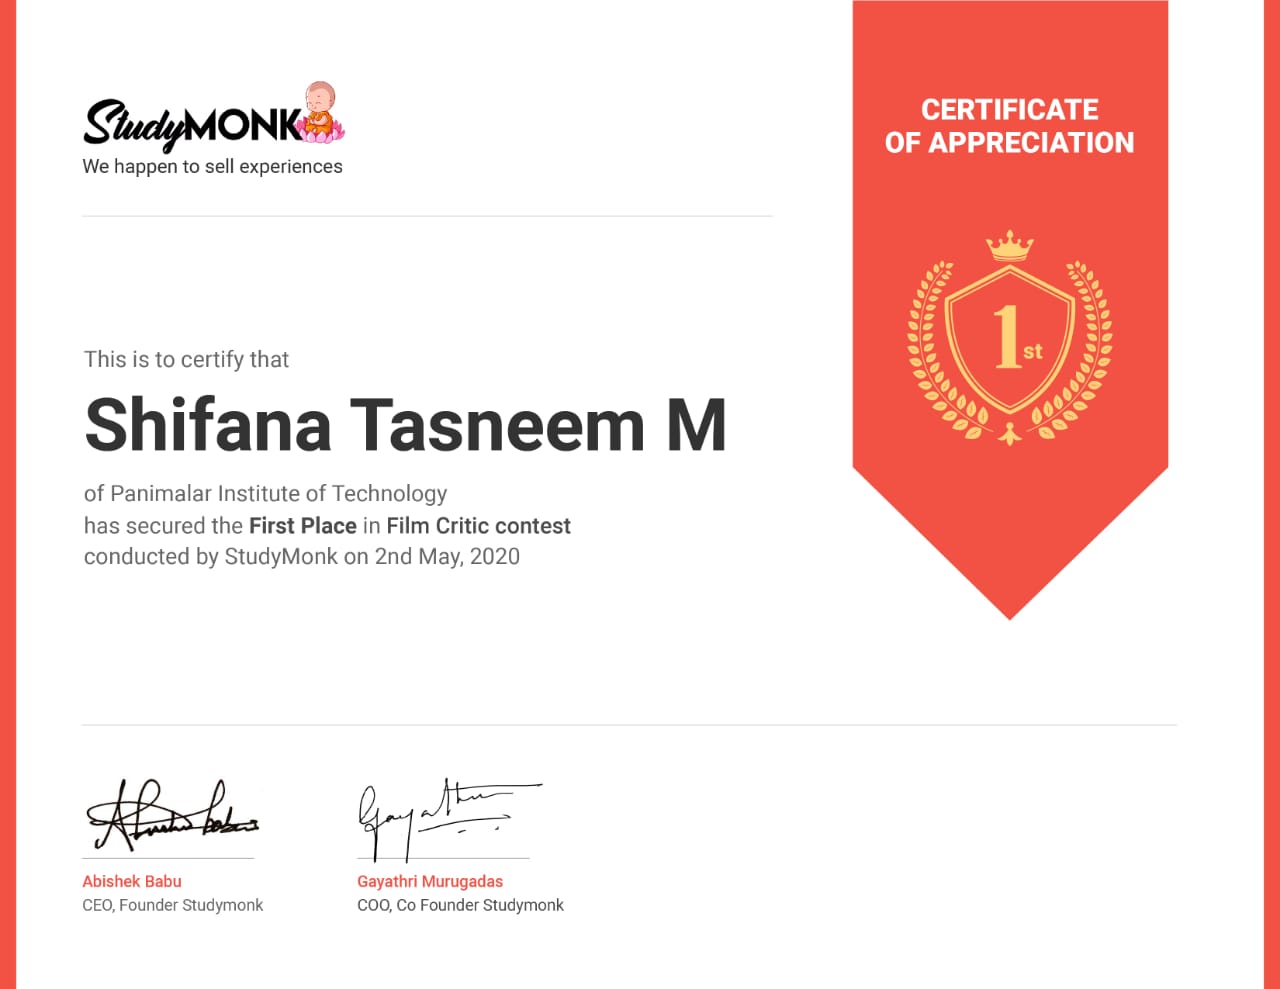 StudyMONK
We happen to sell experiences
CERTIFICATE
OF APPRECIATION
1st
This is to certify that
Shifana Tasneem M
of Panimalar Institute of Technology
has secured the First Place in Film Critic contest
conducted by StudyMonk on 2nd May, 2020
Gayathri
Abishek Babu
CEO, Founder Studymonk
Gayathri Murugadas
COO, Co Founder Studymonk